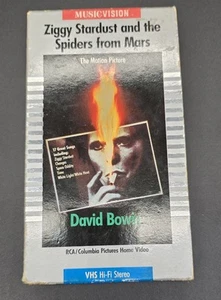 MUSICVISION
Ziggy Stardust and the
Spiders from Mars
The Motion Picture
17 Great Songs
Including:
Ziggy Stardust
Changes
Space Oddity
Time
White Light/White Heat
David Bowie
RCA/Columbia Pictures Home Video
VHS Hi-Fi Stereo